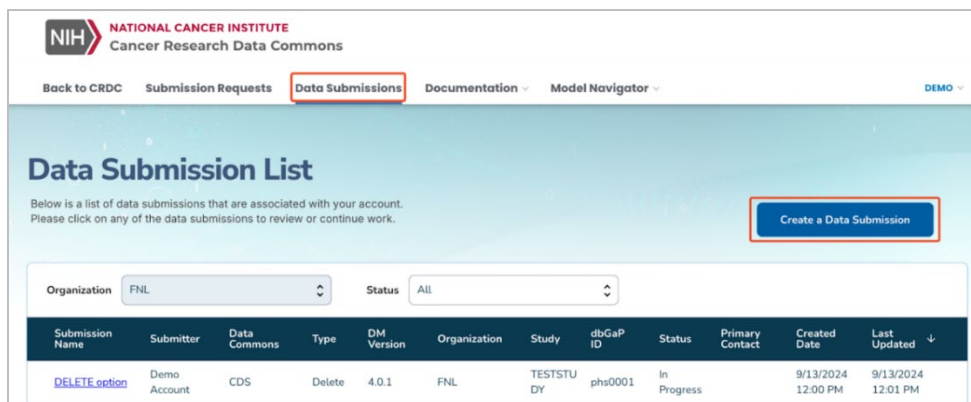 NIH
NATIONAL CANCER INSTITUTE
Cancer Research Data Commons
Back to CRDC Submission Requests Data Submissions Documentation Model Navigator DEMO
Data Submission List
Below is a list of data submissions that are associated with your account.
Please click on any of the data submissions to review or continue work.
Create a Data Submission
Organization FNL Status All
Submission Name Submitter Data Commons Type DM Version Organization Study dbGaP ID Status Primary Contact Created Date Last Updated
DELETE option Demo Account CDS Delete 4.0.1 FNL TESTSTU DY phs0001 In Progress 9/13/2024 12:00 PM 9/13/2024 12:01 PM